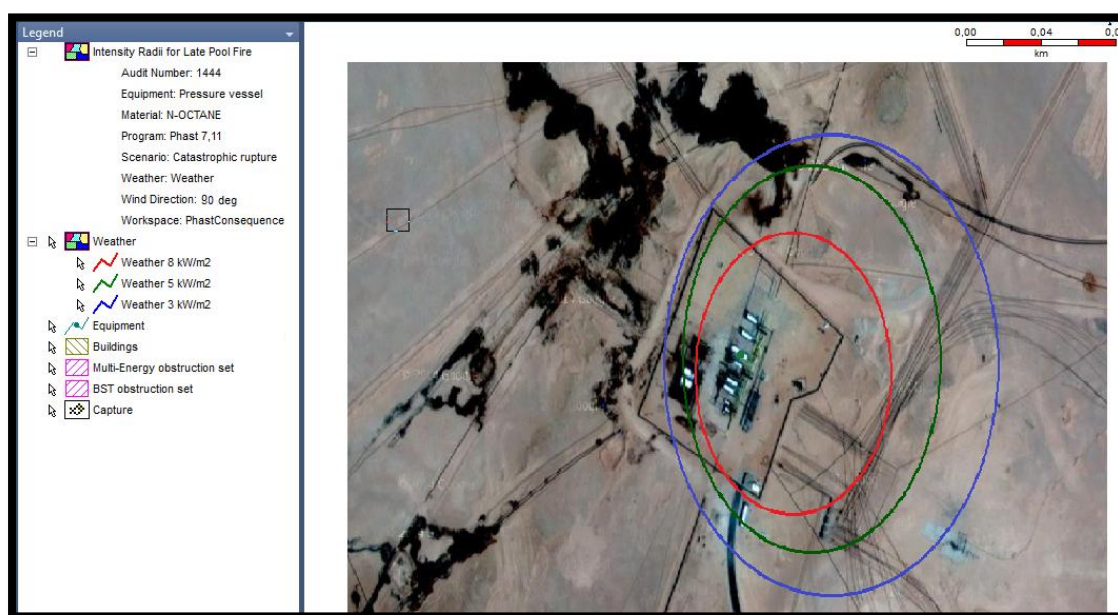 Legend
Intensity Radii for Late Pool Fire
Audit Number: 1444
Equipment: Pressure vessel
Material: N-OCTANE
Program: Phast 7,11
Scenario: Catastrophic rupture
Weather: Weather
Wind Direction: 90 deg
Workspace: PhastConsequence
Weather
Weather 8 kW/m2
Weather 5 kW/m2
Weather 3 kW/m2
Equipment
Buildings
Multi-Energy obstruction set
BST obstruction set
Capture
0,00 0,04
km